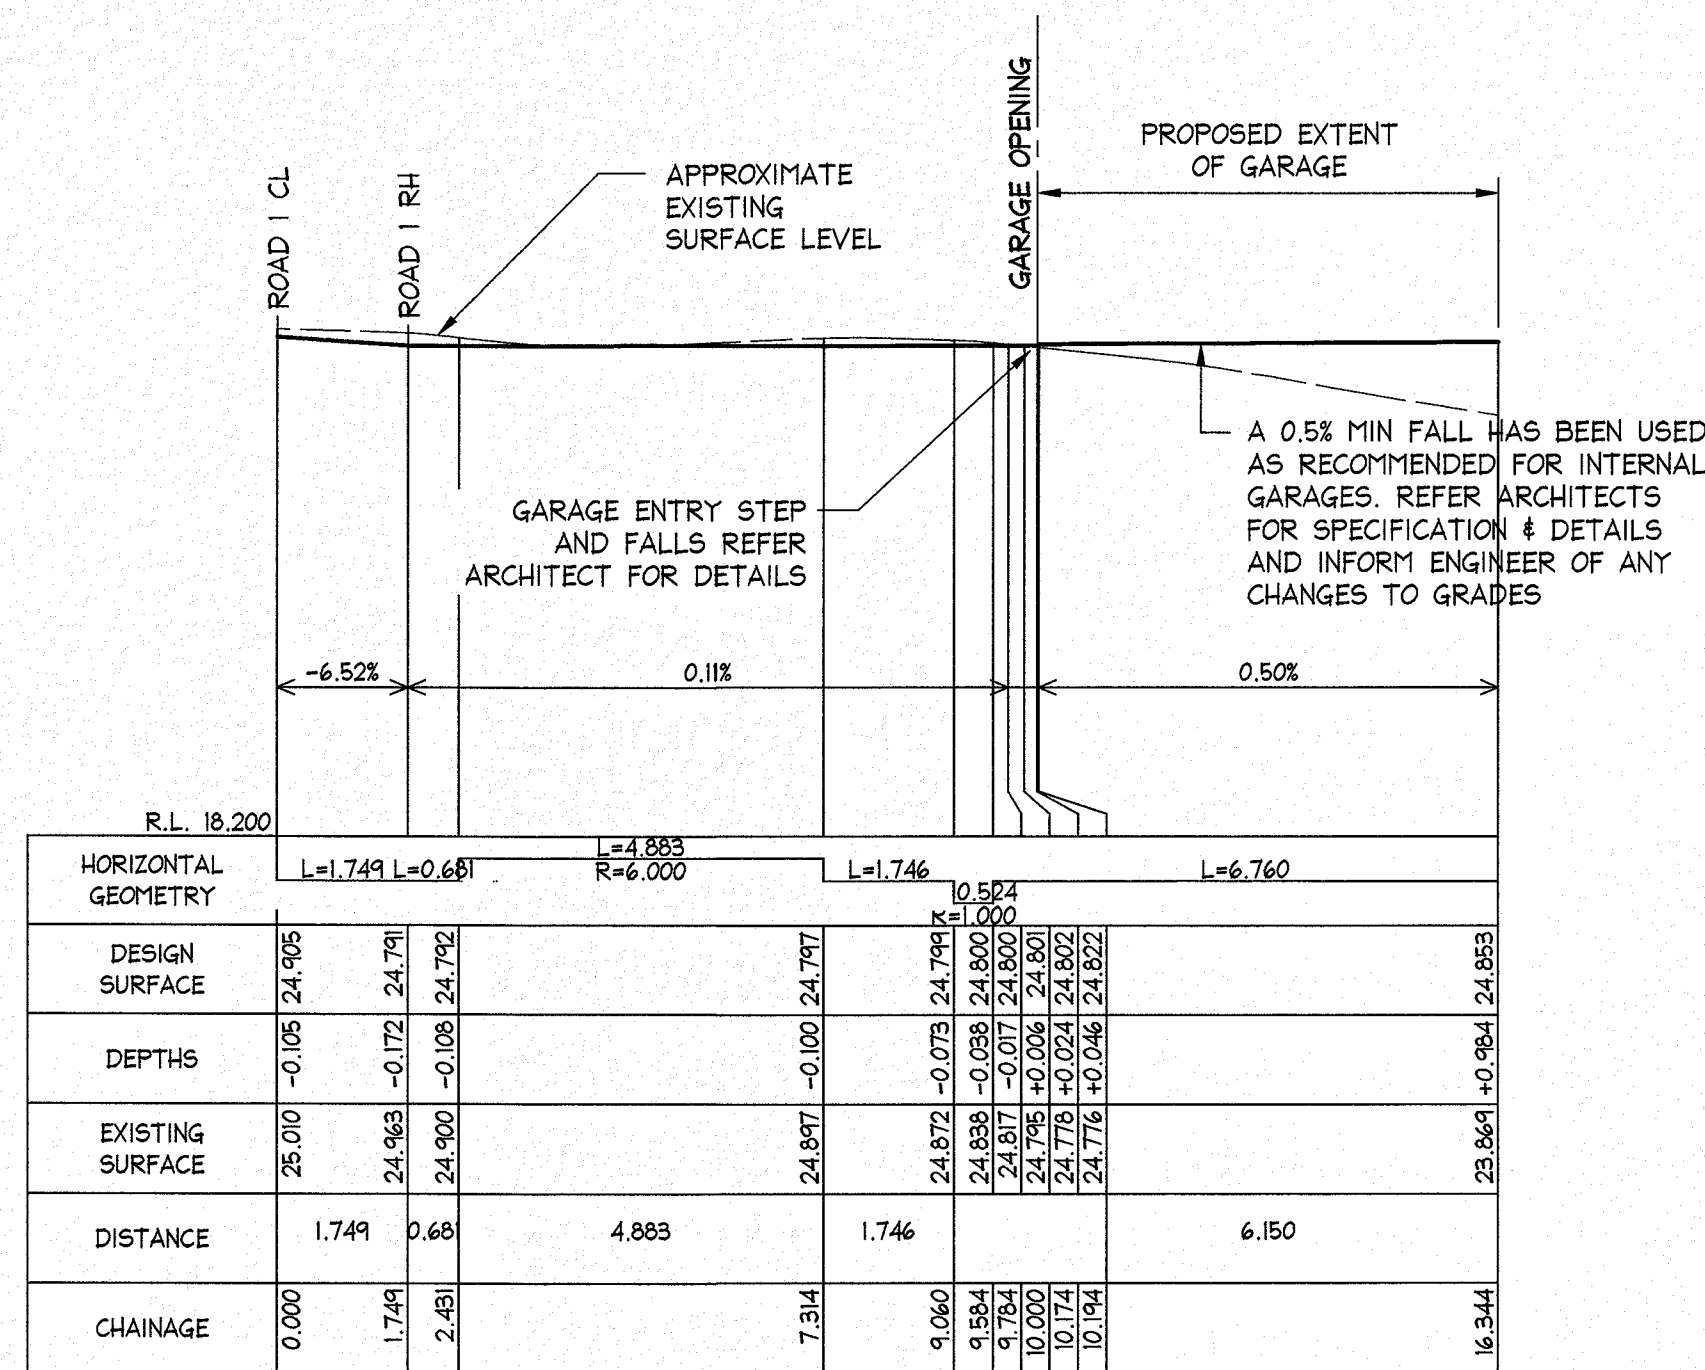 ROAD 1 CL
ROAD 1 RH
GARAGE OPENING
PROPOSED EXTENT
OF GARAGE
APPROXIMATE
EXISTING
SURFACE LEVEL
A 0.5% MIN FALL HAS BEEN USED
AS RECOMMENDED FOR INTERNAL
GARAGES. REFER ARCHITECTS
FOR SPECIFICATION & DETAILS
AND INFORM ENGINEER OF ANY
CHANGES TO GRADES
GARAGE ENTRY STEP
AND FALLS REFER
ARCHITECT FOR DETAILS
-6.52% 0.11% 0.50%
R.L. 18.200
HORIZONTAL
GEOMETRY
L=4.883
L=1.749 L=0.681 R=6.000 L=1.746 L=6.760
0.524
R=1.000
DESIGN
SURFACE
24.905 24.791 24.792 24.797 24.799 24.800 24.800 24.801 24.802 24.822 24.853
DEPTHS
-0.105 -0.172 -0.108 -0.100 -0.073 -0.038 -0.017 +0.006 +0.024 +0.046 +0.984
EXISTING
SURFACE
25.010 24.963 24.900 24.897 24.872 24.838 24.817 24.795 24.778 24.776 23.869
DISTANCE
1.749 0.681 4.883 1.746 6.150
CHAINAGE
0.000 1.749 2.431 7.314 9.060 9.584 9.784 10.000 10.174 10.194 16.344